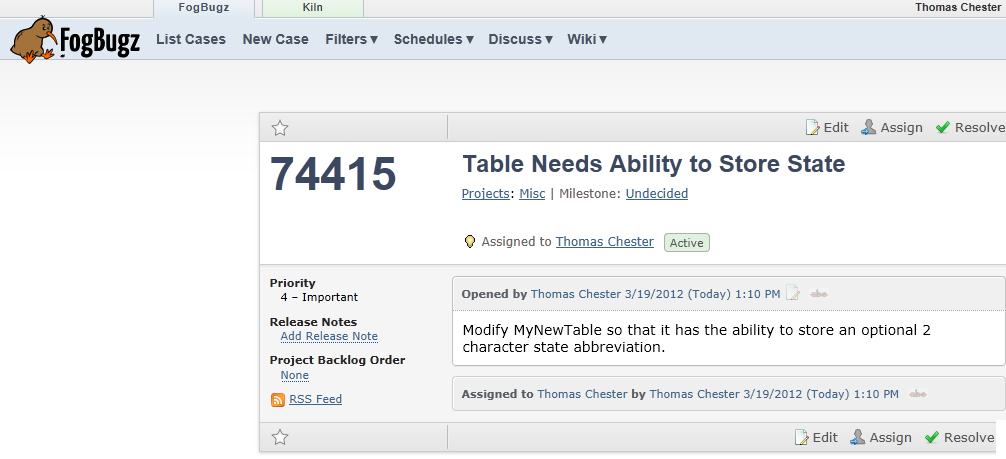 FogBugz Kiln Thomas Chester
FogBugz List Cases New Case Filters▼ Schedules▼ Discuss▼ Wiki▼
Edit Assign Resolve
74415 Table Needs Ability to Store State
Projects: Misc | Milestone: Undecided
Assigned to Thomas Chester Active
Priority
4 – Important
Opened by Thomas Chester 3/19/2012 (Today) 1:10 PM
Release Notes
Add Release Note
Modify MyNewTable so that it has the ability to store an optional 2
character state abbreviation.
Project Backlog Order
None
RSS Feed
Assigned to Thomas Chester by Thomas Chester 3/19/2012 (Today) 1:10 PM
Edit Assign Resolve